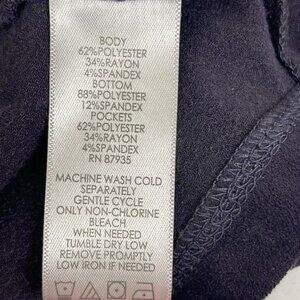 BODY
62%POLYESTER
34%RAYON
4%SPANDEX
BOTTOM
88%POLYESTER
12%SPANDEX
POCKETS
62%POLYESTER
34%RAYON
4%SPANDEX
RN 87935
MACHINE WASH COLD
SEPARATELY
GENTLE CYCLE
ONLY NON-CHLORINE
BLEACH
WHEN NEEDED
TUMBLE DRY LOW
REMOVE PROMPTLY
LOW IRON IF NEEDED